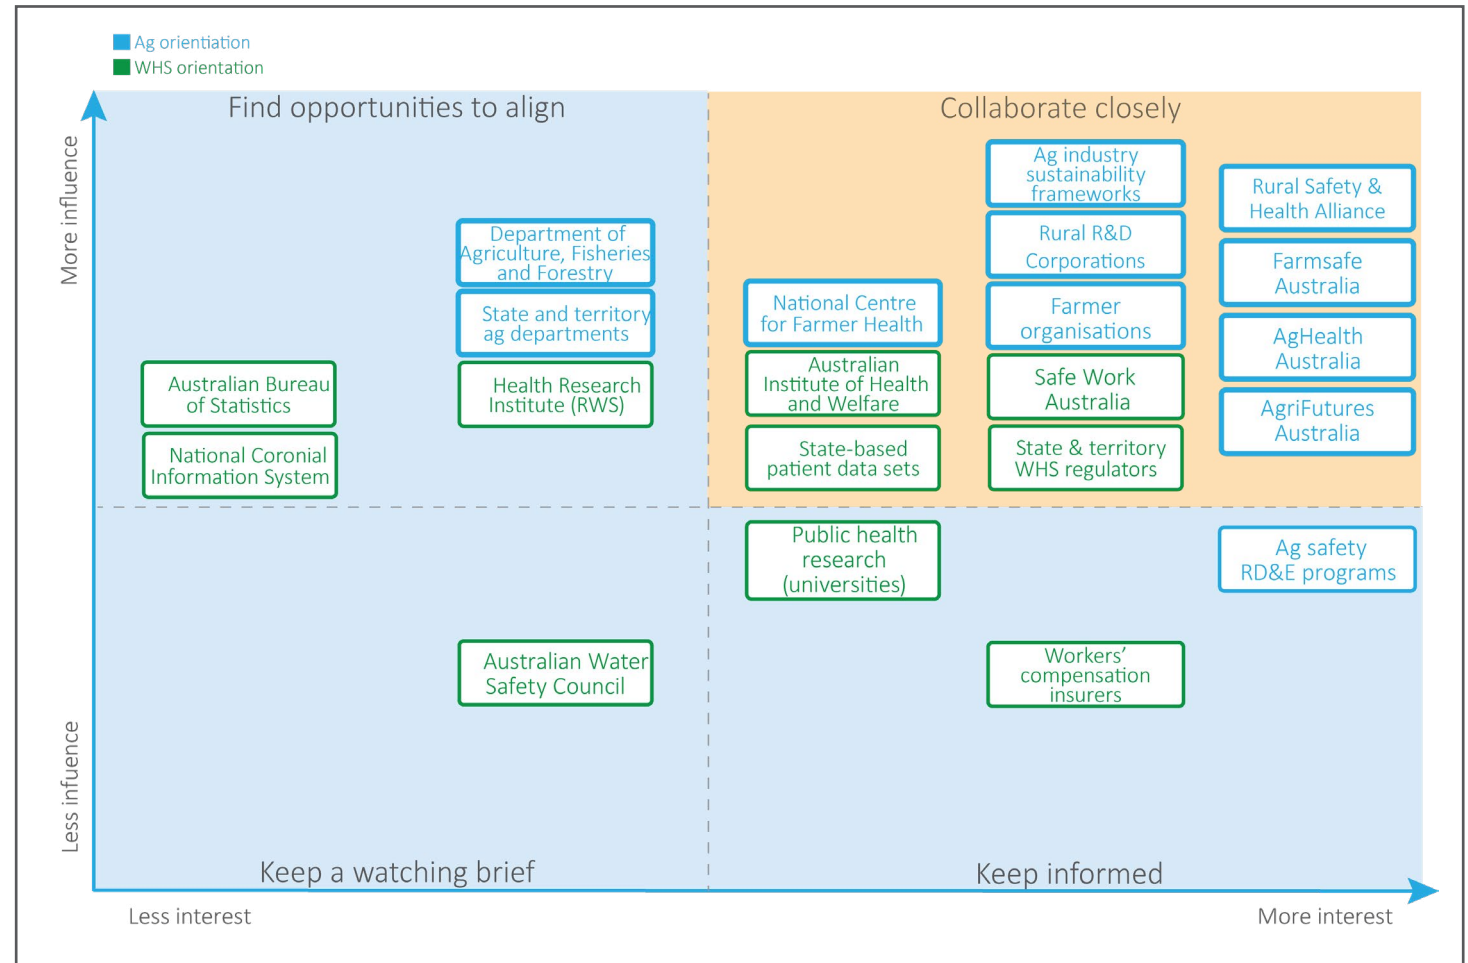 Ag orientiation
WHS orientation
Find opportunities to align
Collaborate closely
More influence
Less infuence
Department of
Agriculture, Fisheries
and Forestry
State and territory
ag departments
Australian Bureau
of Statistics
Health Research
Institute (RWS)
National Coronial
Information System
Ag industry
sustainability
frameworks
Rural Safety &
Health Alliance
Rural R&D
Corporations
Farmsafe
Australia
National Centre
for Farmer Health
Farmer
organisations
AgHealth
Australia
Australian
Institute of Health
and Welfare
Safe Work
Australia
AgriFutures
Australia
State-based
patient data sets
State & territory
WHS regulators
Public health
research
(universities)
Ag safety
RD&E programs
Australian Water
Safety Council
Workers’
compensation
insurers
Keep a watching brief
Keep informed
Less interest
More interest